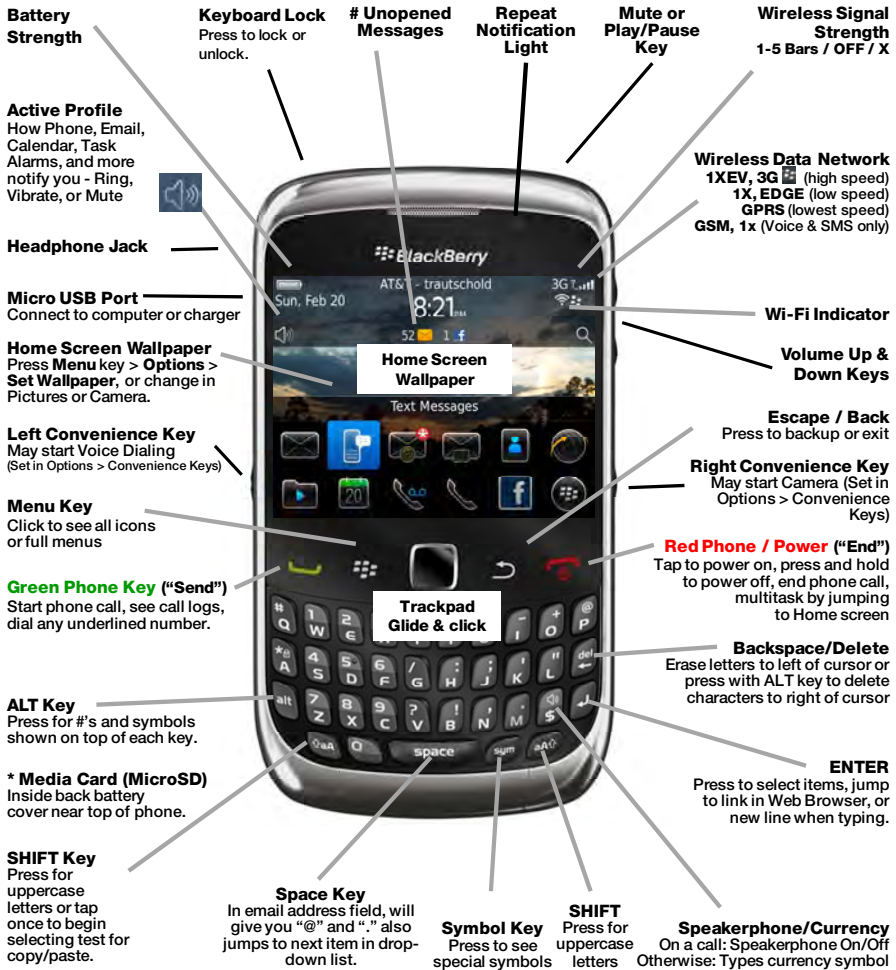 Battery
Strength
Keyboard Lock
Press to lock or
unlock.
# Unopened
Messages
Repeat
Notification
Light
Mute or
Play/Pause
Key
Wireless Signal
Strength
1-5 Bars / OFF / X
Active Profile
How Phone, Email,
Calendar, Task
Alarms, and more
notify you - Ring,
Vibrate, or Mute
Wireless Data Network
1XEV, 3G (high speed)
1X, EDGE (low speed)
GPRS (lowest speed)
GSM, 1x (Voice & SMS only)
Headphone Jack
Micro USB Port
Connect to computer or charger
Home Screen Wallpaper
Press Menu key > Options >
Set Wallpaper, or change in
Pictures or Camera.
Left Convenience Key
May start Voice Dialing
(Set in Options > Convenience Keys)
Menu Key
Click to see all icons
or full menus
Green Phone Key (“Send”)
Start phone call, see call logs,
dial any underlined number.
ALT Key
Press for #'s and symbols
shown on top of each key.
* Media Card (MicroSD)
Inside back battery
cover near top of phone.
SHIFT Key
Press for
uppercase
letters or tap
once to begin
selecting test for
copy/paste.
BlackBerry
AT&T - trautschold
3G
Sun, Feb 20
8:21 PM
52
1 f
Home Screen
Wallpaper
Text Messages
20
f
Trackpad
Glide & click
# Q
1 W
2 E
- I
+ O
@ P
* A
4 S
5 D
6 F
/ G
: H
; J
' K
" L
del
alt
7 Z
8 X
9 C
? V
! B
, N
. M
$
aA
0
space
sym
aA
Wi-Fi Indicator
Volume Up &
Down Keys
Escape / Back
Press to backup or exit
Right Convenience Key
May start Camera (Set in
Options > Convenience
Keys)
Red Phone / Power (“End”)
Tap to power on, press and hold
to power off, end phone call,
multitask by jumping
to Home screen
Backspace/Delete
Erase letters to left of cursor or
press with ALT key to delete
characters to right of cursor
ENTER
Press to select items, jump
to link in Web Browser, or
new line when typing.
Space Key
In email address field, will
give you “@” and “.” also
jumps to next item in drop-
down list.
Symbol Key
Press to see
special symbols
SHIFT
Press for
uppercase
letters
Speakerphone/Currency
On a call: Speakerphone On/Off
Otherwise: Types currency symbol